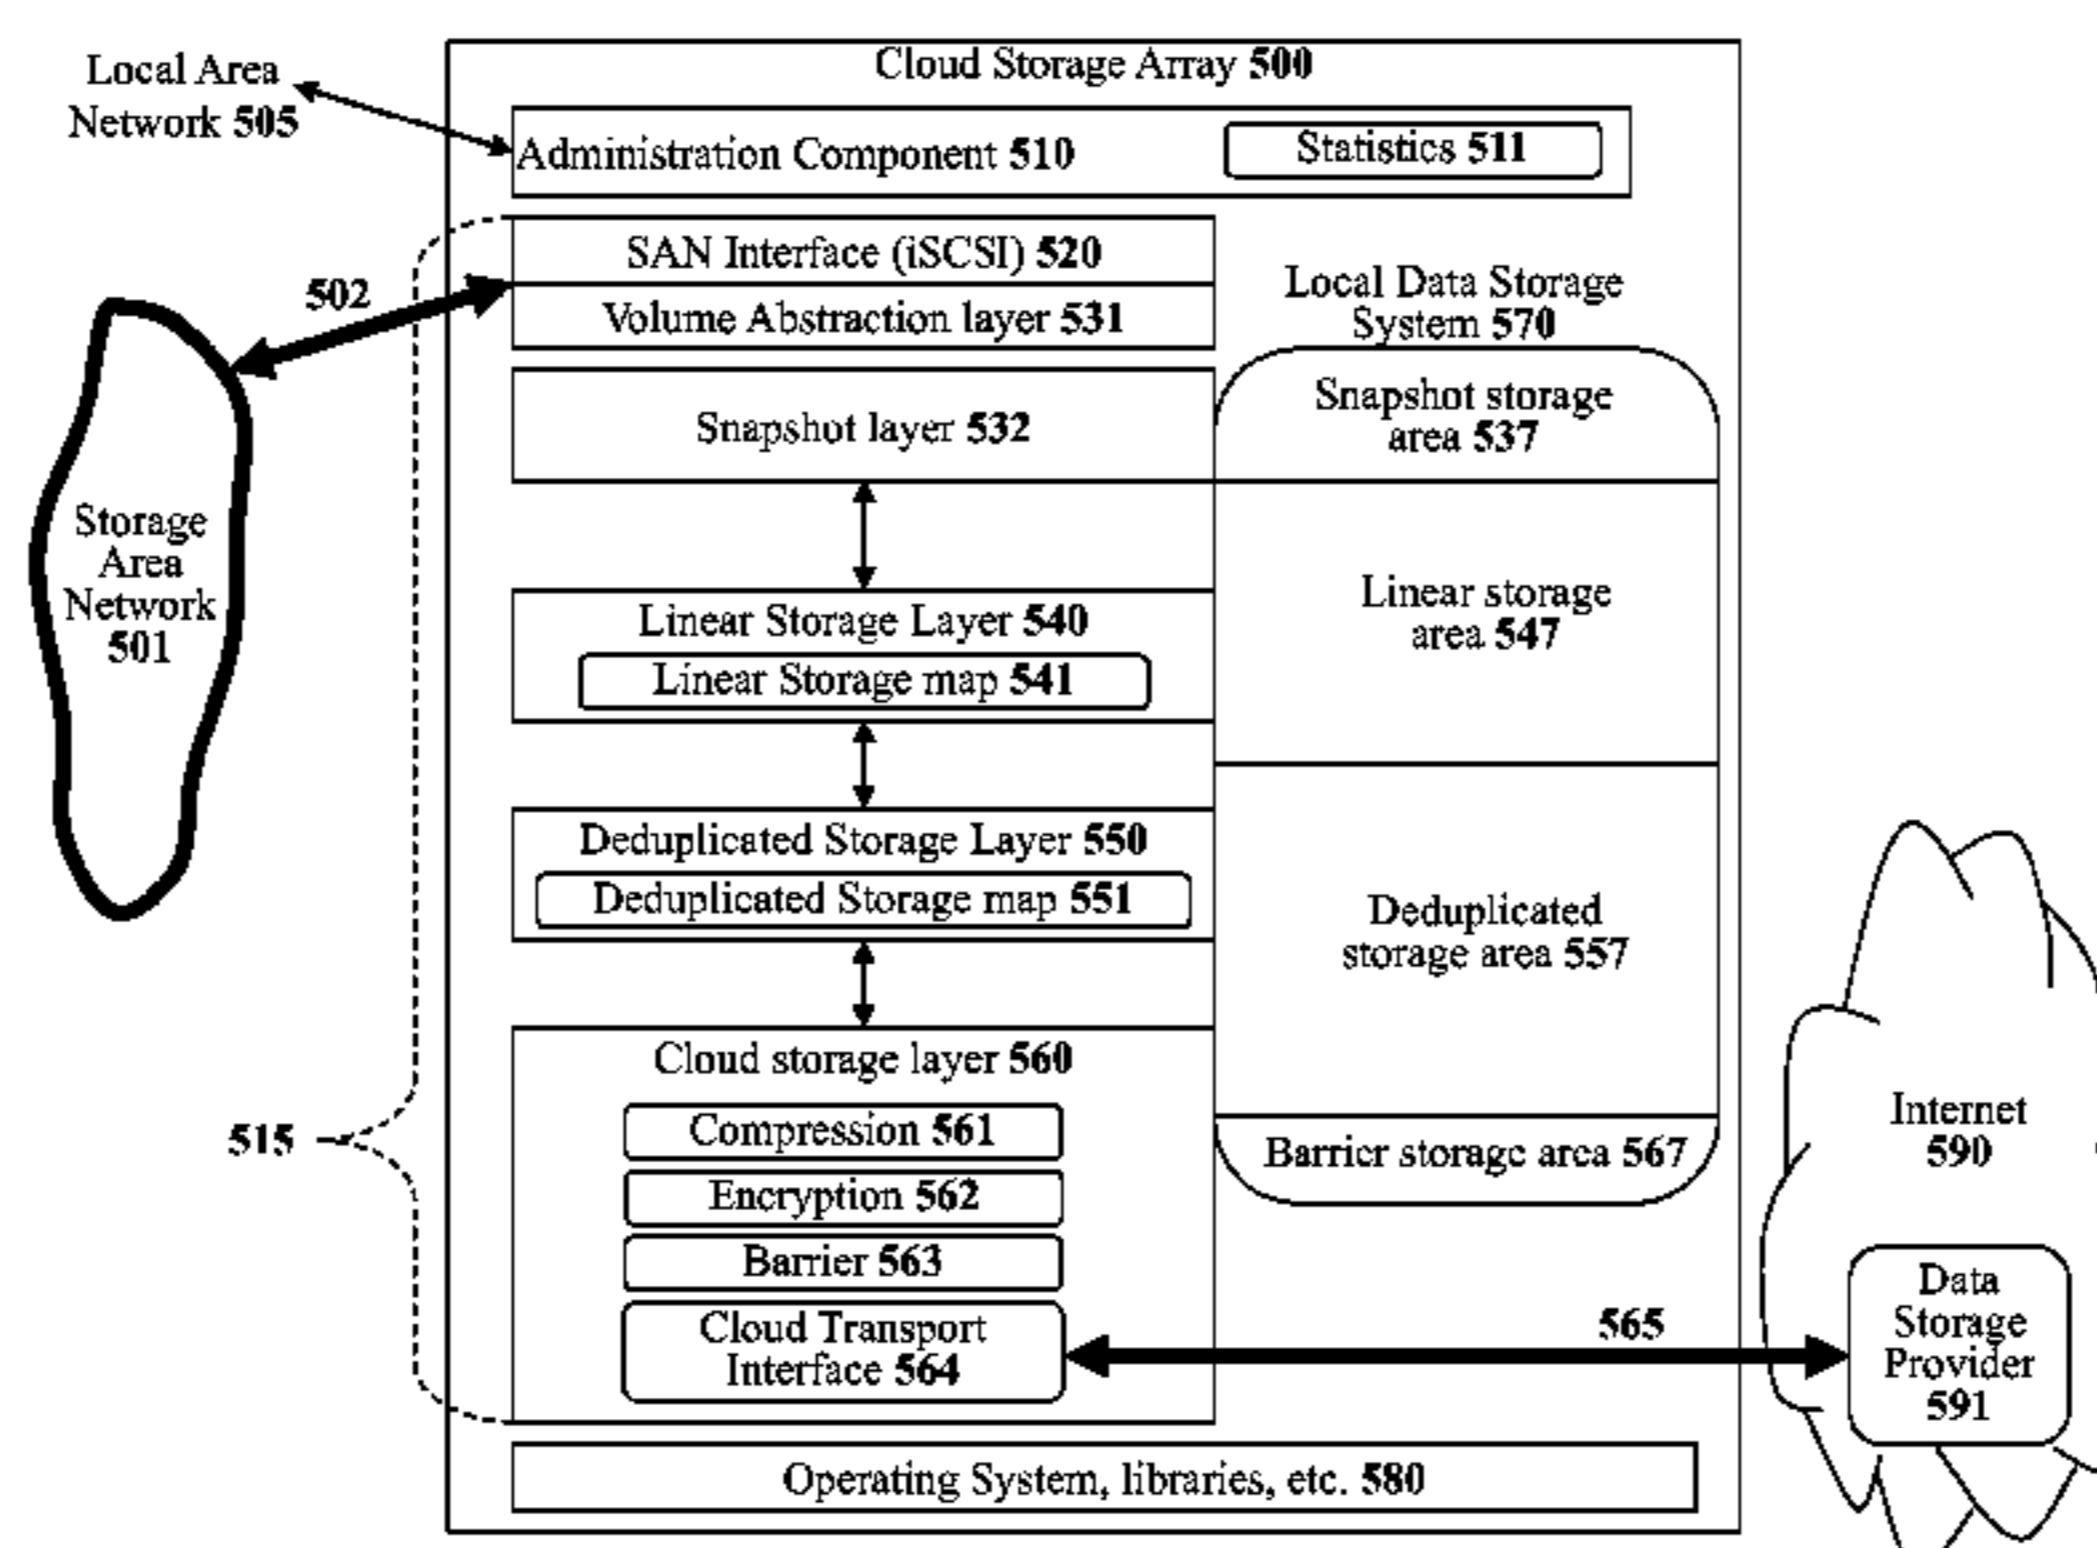 Cloud Storage Array 500
Local Area
Network 505
Administration Component 510
Statistics 511
SAN Interface (iSCSI) 520
502
Volume Abstraction layer 531
Local Data Storage
System 570
Snapshot layer 532
Snapshot storage
area 537
Storage
Area
Network
501
Linear Storage Layer 540
Linear Storage map 541
Linear storage
area 547
Deduplicated Storage Layer 550
Deduplicated Storage map 551
Deduplicated
storage area 557
Cloud storage layer 560
515
Compression 561
Encryption 562
Barrier 563
Cloud Transport
Interface 564
Barrier storage area 567
Internet
590
565
Data
Storage
Provider
591
Operating System, libraries, etc. 580